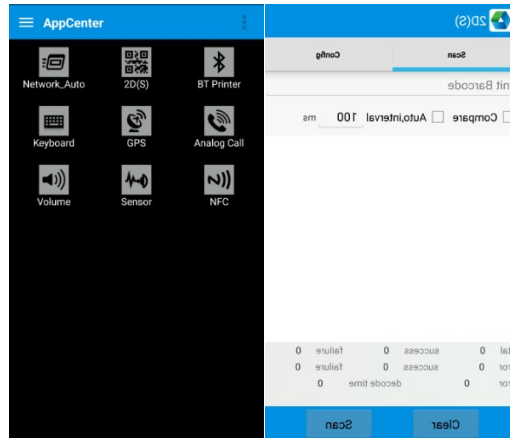 AppCenter
Network_Auto 2D(S) BT Printer
Keyboard GPS Analog Call
Volume Sensor NFC
2D(S)
Scan Config
nit Barcode
Compare Auto,interval 100 ms
tal 0 success 0 failure 0
ror 0 success 0 failure 0
ror 0 decode time 0
Clear Scan